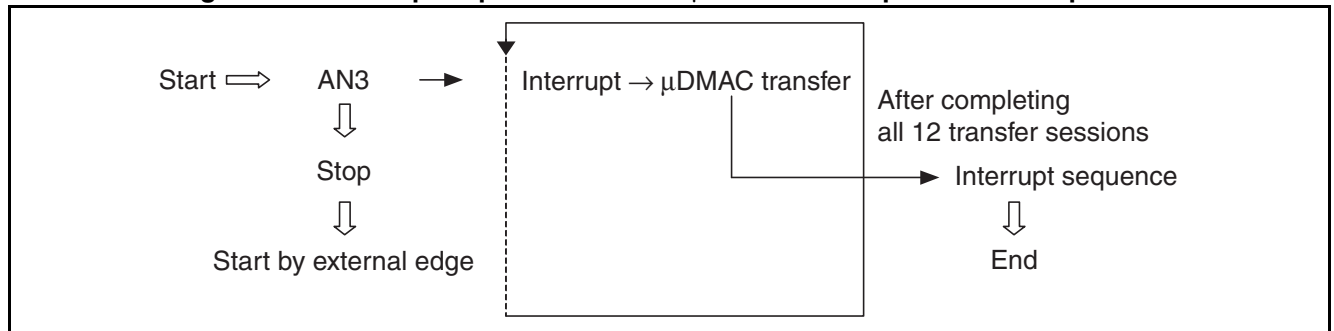 Start ⇒ AN3 → Interrupt → μDMAC transfer
After completing
all 12 transfer sessions
Stop
Interrupt sequence
Start by external edge
End